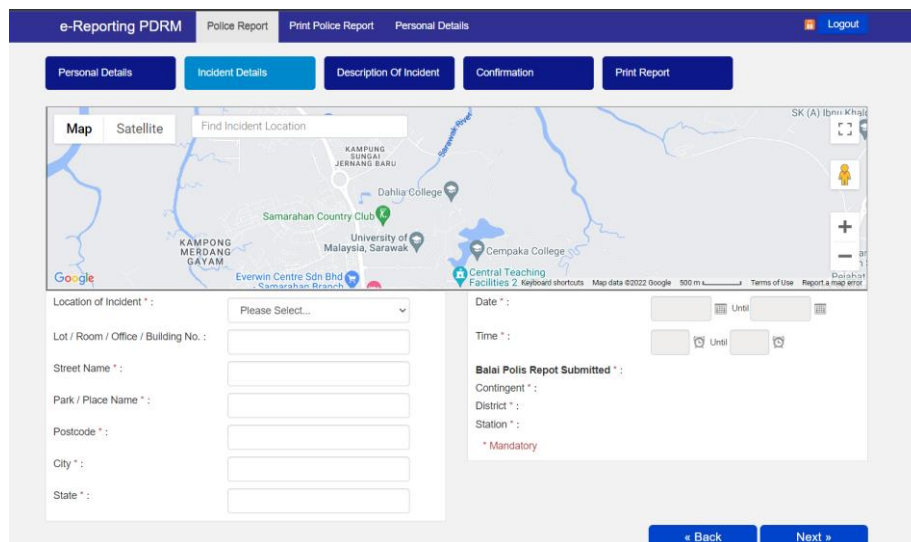 e-Reporting PDRM Police Report Print Police Report Personal Details Logout
Personal Details Incident Details Description Of Incident Confirmation Print Report
Map Satellite Find Incident Location
SK (A) Ibnu Khald
Sarawak River
KAMPUNG
SUNGAI
JERNANG BARU
Dahlia College
Samarahan Country Club
University of
Malaysia, Sarawak
KAMPONG
MERDANG
GAYAM
Cempaka College
Central Teaching
Facilities 2
Everwin Centre Sdn Bhd
- Samarahan Branch
Pejabat
Google
Keyboard shortcuts Map data ©2022 Google 500 m Terms of Use Report a map error
Location of Incident * : Please Select...
Lot / Room / Office / Building No. :
Street Name * :
Park / Place Name * :
Postcode * :
City * :
State * :
Date * : Until
Time * : Until
Balai Polis Repot Submitted * :
Contingent * :
District * :
Station * :
* Mandatory
« Back Next »